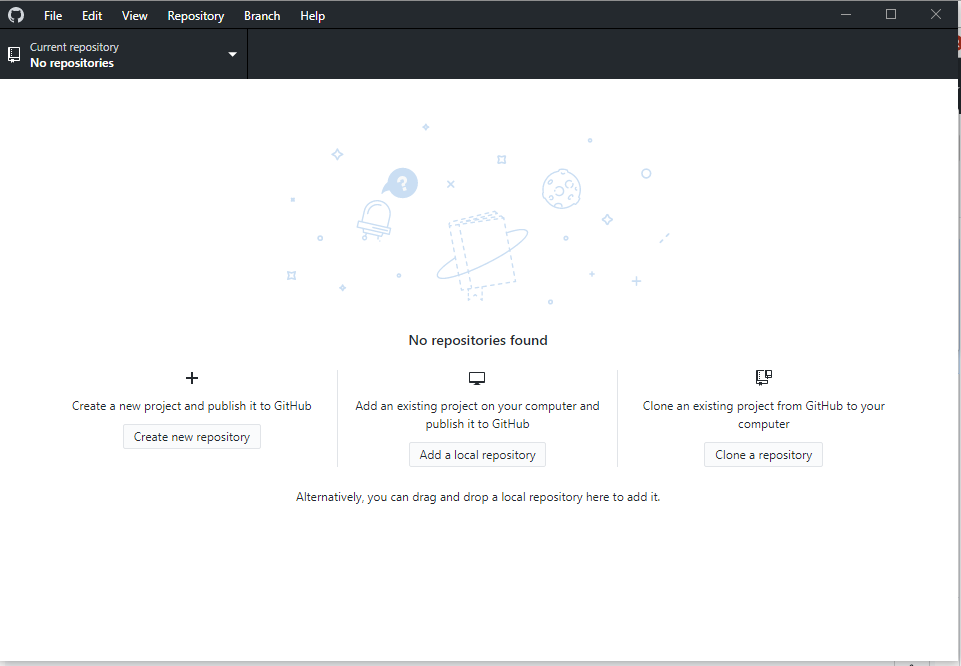 File Edit View Repository Branch Help
Current repository
No repositories
?
No repositories found
Create a new project and publish it to GitHub
Create new repository
Add an existing project on your computer and
publish it to GitHub
Add a local repository
Clone an existing project from GitHub to your
computer
Clone a repository
Alternatively, you can drag and drop a local repository here to add it.